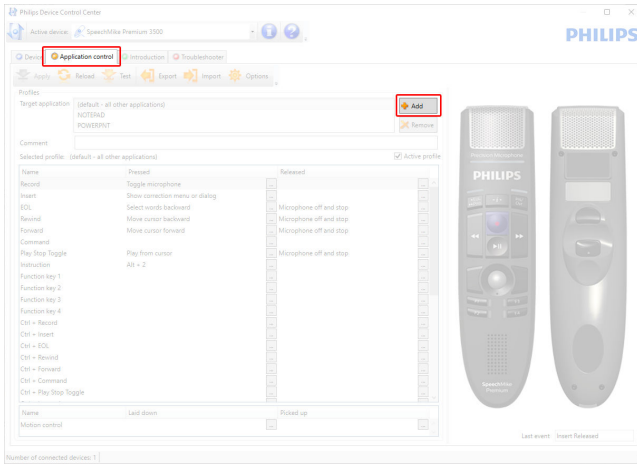 Philips Device Control Center
Active device: SpeechMike Premium 3500
PHILIPS
Device Application control Introduction Troubleshooter
Apply Reload Test Export Import Options
Profiles
Target application: (default - all other applications) Add
NOTEPAD
POWERPNT Remove
Comment:
Selected profile: (default - all other applications) Active profile
Name Pressed Released
Record Toggle microphone
Insert Show correction menu or dialog
EOL Select words backward Microphone off and stop
Rewind Move cursor backward Microphone off and stop
Forward Move cursor forward Microphone off and stop
Command
Play Stop Toggle Play from cursor Microphone off and stop
Instruction Alt + Z
Function key 1
Function key 2
Function key 3
Function key 4
Ctrl + Record
Ctrl + Insert
Ctrl + EOL
Ctrl + Rewind
Ctrl + Forward
Ctrl + Command
Ctrl + Play Stop Toggle
Name Laid down Picked up
Motion control
Precision Microphone
PHILIPS
SpeechMike
Premium
Last event: Insert Released
Number of connected devices: 1